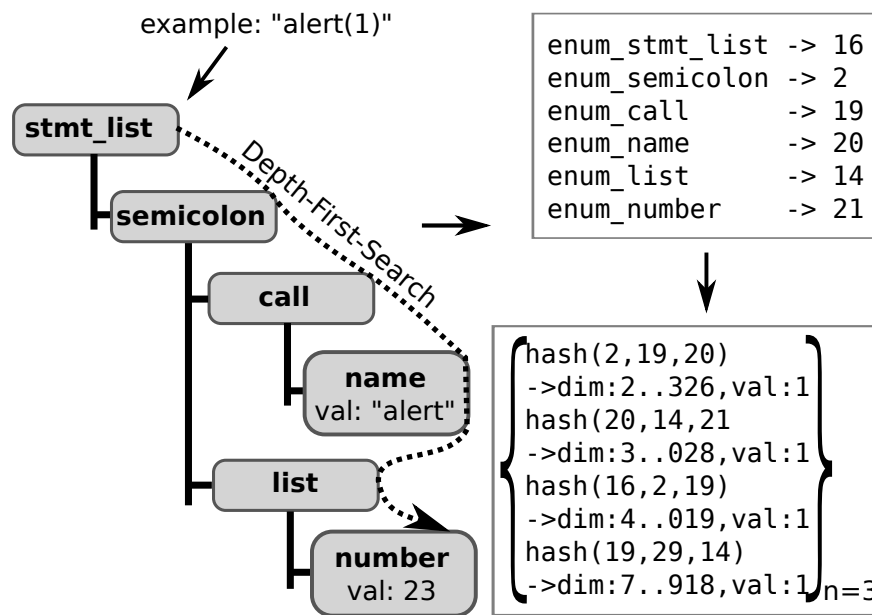 example: "alert(1)"
stmt_list
semicolon
call
name
val: "alert"
list
number
val: 23
Depth-First-Search
enum_stmt_list -> 16
enum_semicolon -> 2
enum_call -> 19
enum_name -> 20
enum_list -> 14
enum_number -> 21
{
hash(2,19,20)
->dim:2..326,val:1
hash(20,14,21
->dim:3..028,val:1
hash(16,2,19)
->dim:4..019,val:1
hash(19,29,14)
->dim:7..918,val:1
}
n=3